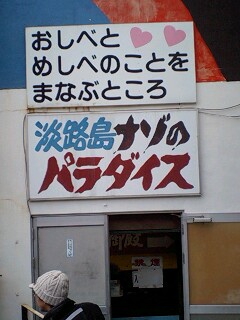 おしべと
めしべのことを
まなぶところ
淡路島ナゾの
パラダイス